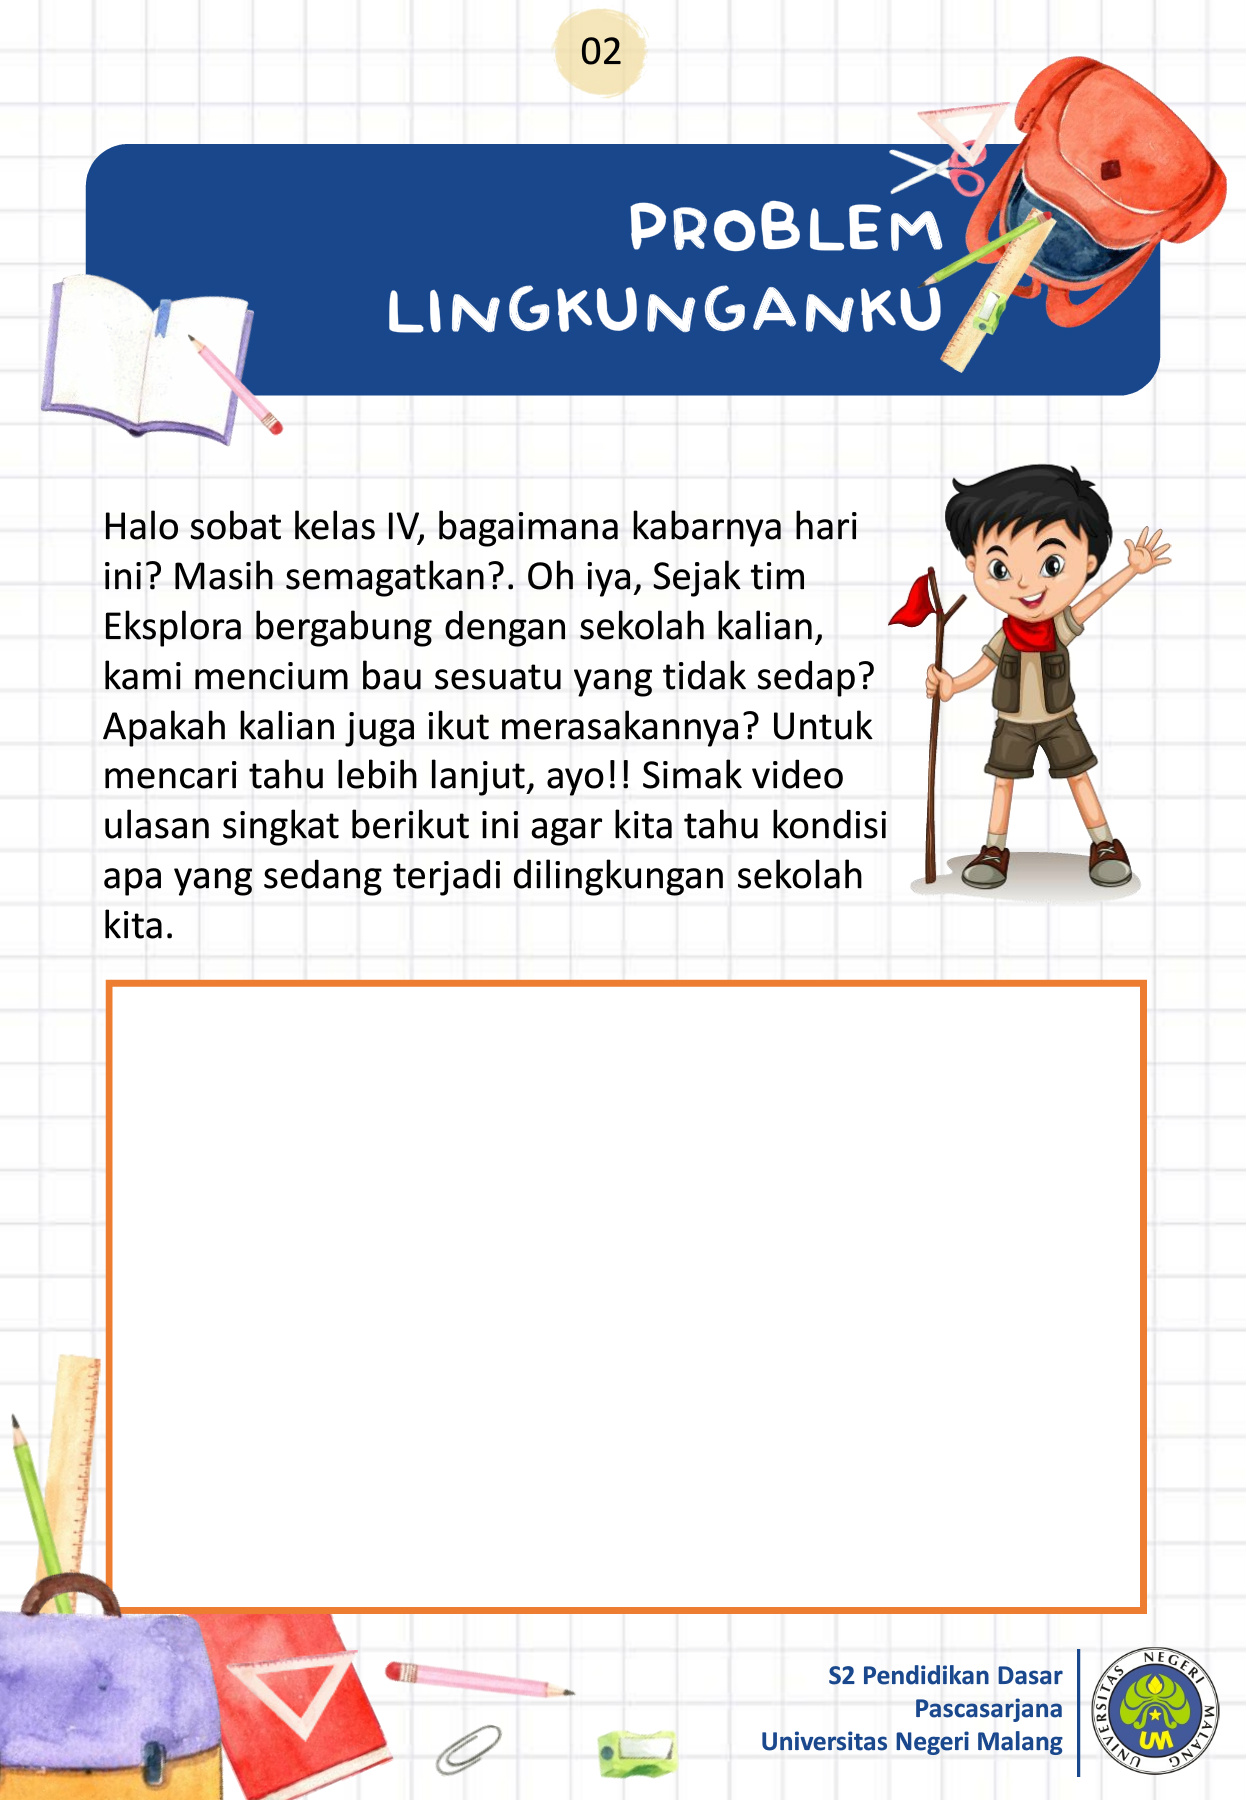 02
PROBLEM
LINGKUNGANKU
Halo sobat kelas IV, bagaimana kabarnya hari
ini? Masih semagatkan?. Oh iya, Sejak tim
Eksplora bergabung dengan sekolah kalian,
kami mencium bau sesuatu yang tidak sedap?
Apakah kalian juga ikut merasakannya? Untuk
mencari tahu lebih lanjut, ayo!! Simak video
ulasan singkat berikut ini agar kita tahu kondisi
apa yang sedang terjadi dilingkungan sekolah
kita.
S2 Pendidikan Dasar
Pascasarjana
Universitas Negeri Malang
UNIVERSITAS NEGERI MALANG
UM